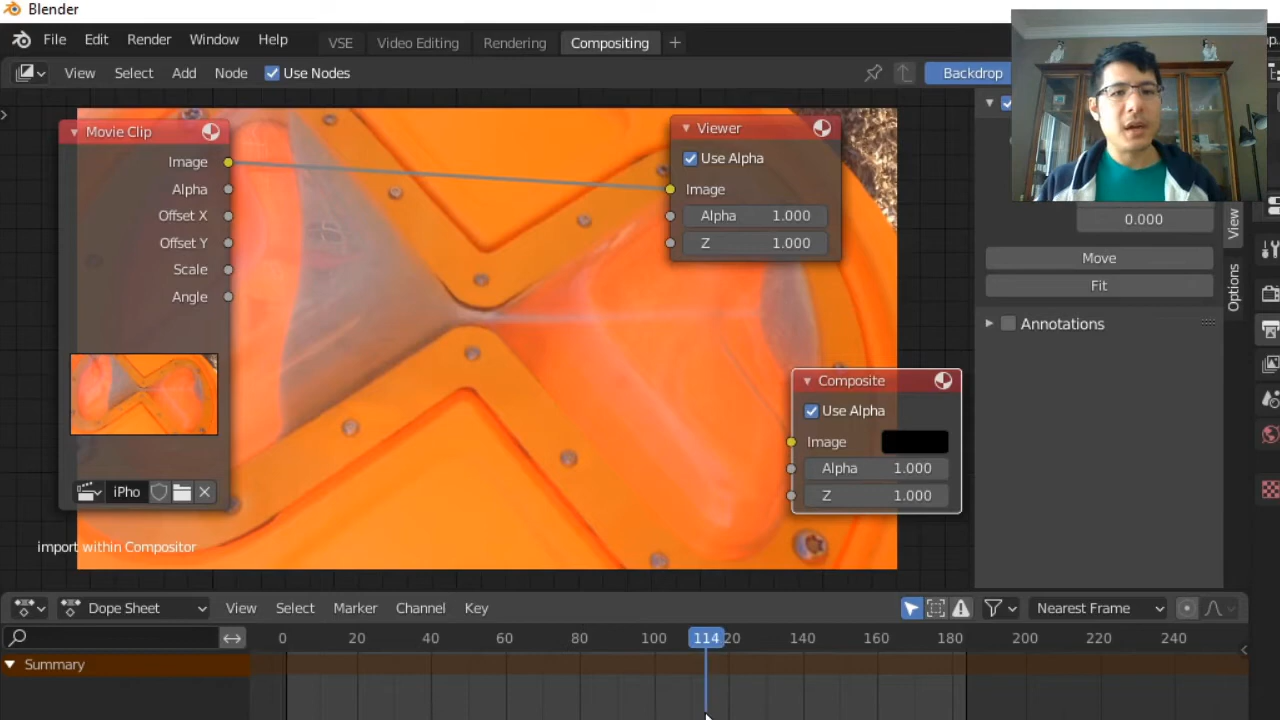 Blender
File Edit Render Window Help VSE Video Editing Rendering Compositing
View Select Add Node Use Nodes Backdrop
Movie Clip
Image
Alpha
Offset X
Offset Y
Scale
Angle
iPho
import within Compositor
Viewer
Use Alpha
Image
Alpha 1.000
Z 1.000
Composite
Use Alpha
Image
Alpha 1.000
Z 1.000
0.000
Move
Fit
Annotations
View
Options
Dope Sheet View Select Marker Channel Key Nearest Frame
0 20 40 60 80 100 114 20 140 160 180 200 220 240
Summary